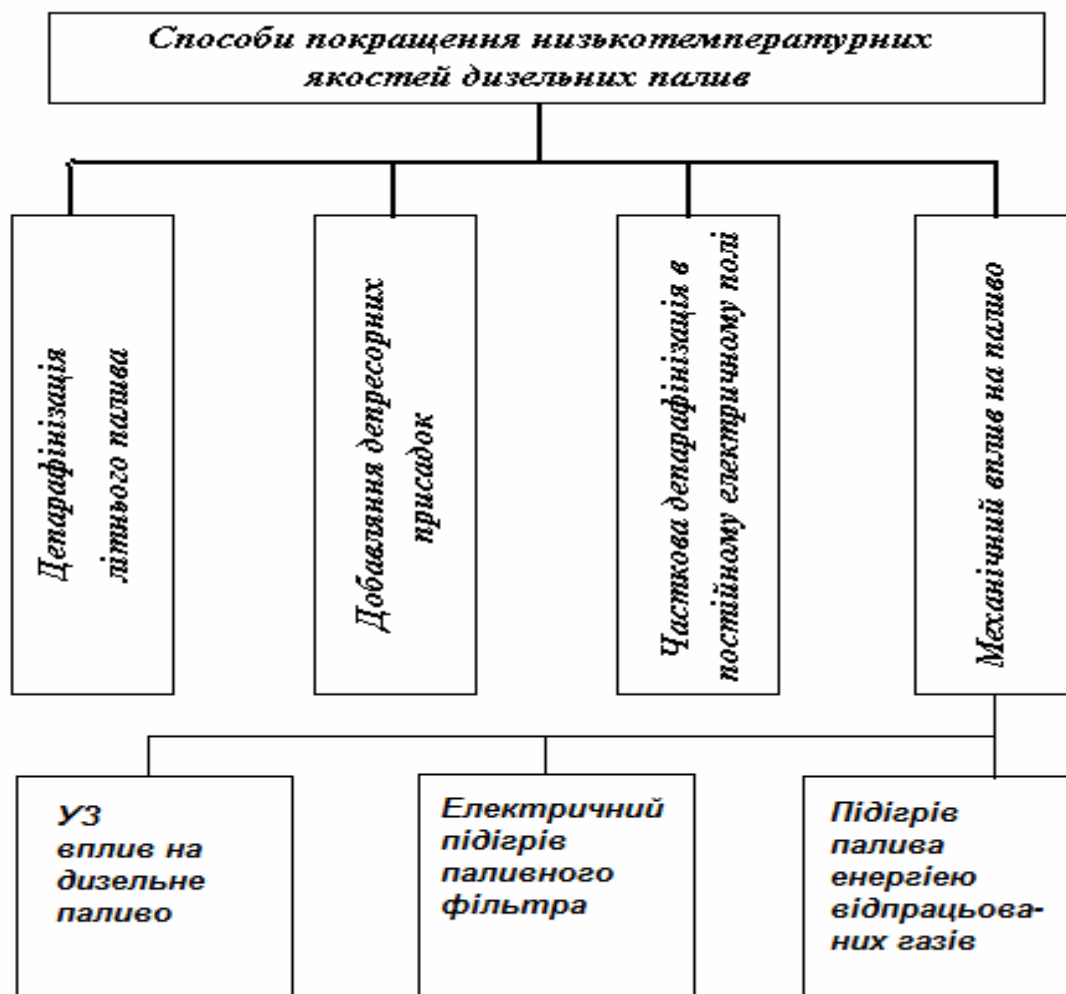 Способи покращення низькотемпературних
якостей дизельних палив
Депарафінізація
літнього палива
Добавляння депресорних
присадок
Часткова депарафінізація в
постійному електричному полі
Механічний вплив на паливо
УЗ
вплив на
дизельне
паливо
Електричний
підігрів
паливного
фільтра
Підігрів
палива
енергіею
відпрацьова-
них газів